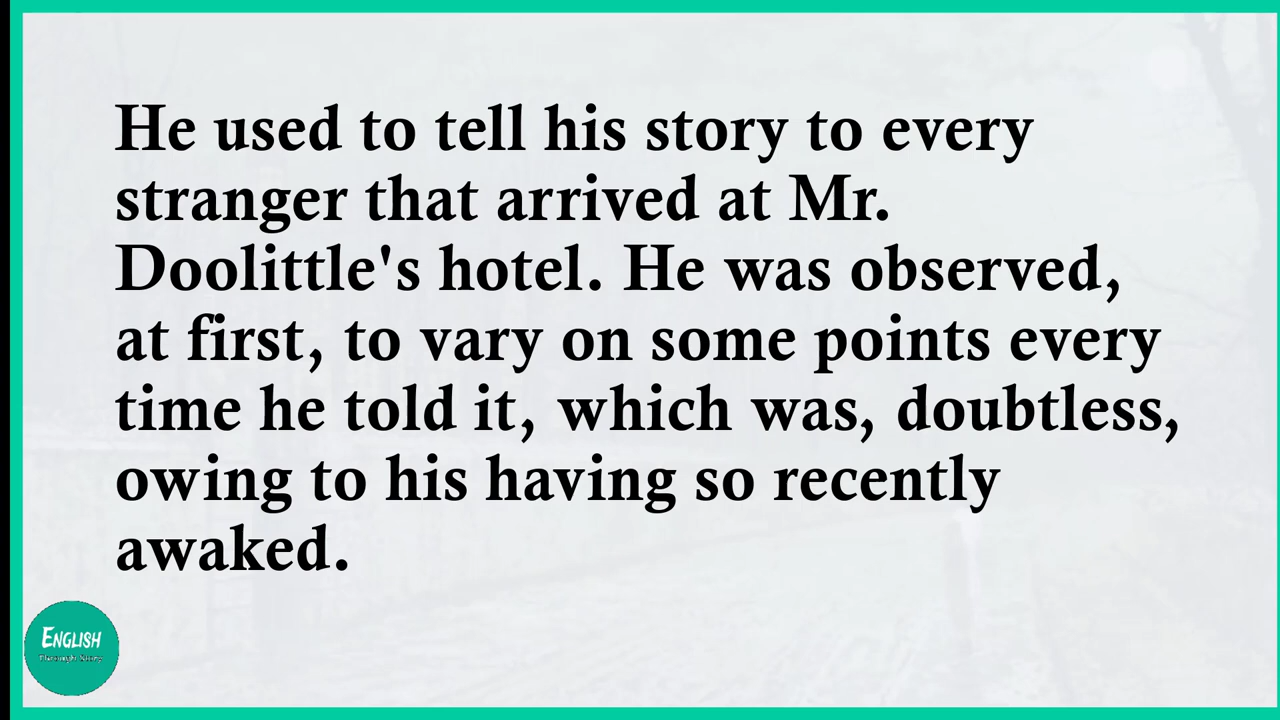 He used to tell his story to every
stranger that arrived at Mr.
Doolittle's hotel. He was observed,
at first, to vary on some points every
time he told it, which was, doubtless,
owing to his having so recently
awaked.
ENGLISH
Through Story